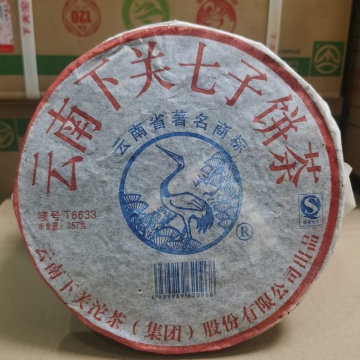 云南下关七子饼茶
云南省著名商标
唛号 T8633
净含量：357克
®
云南下关沱茶（集团）股份有限公司出品
120